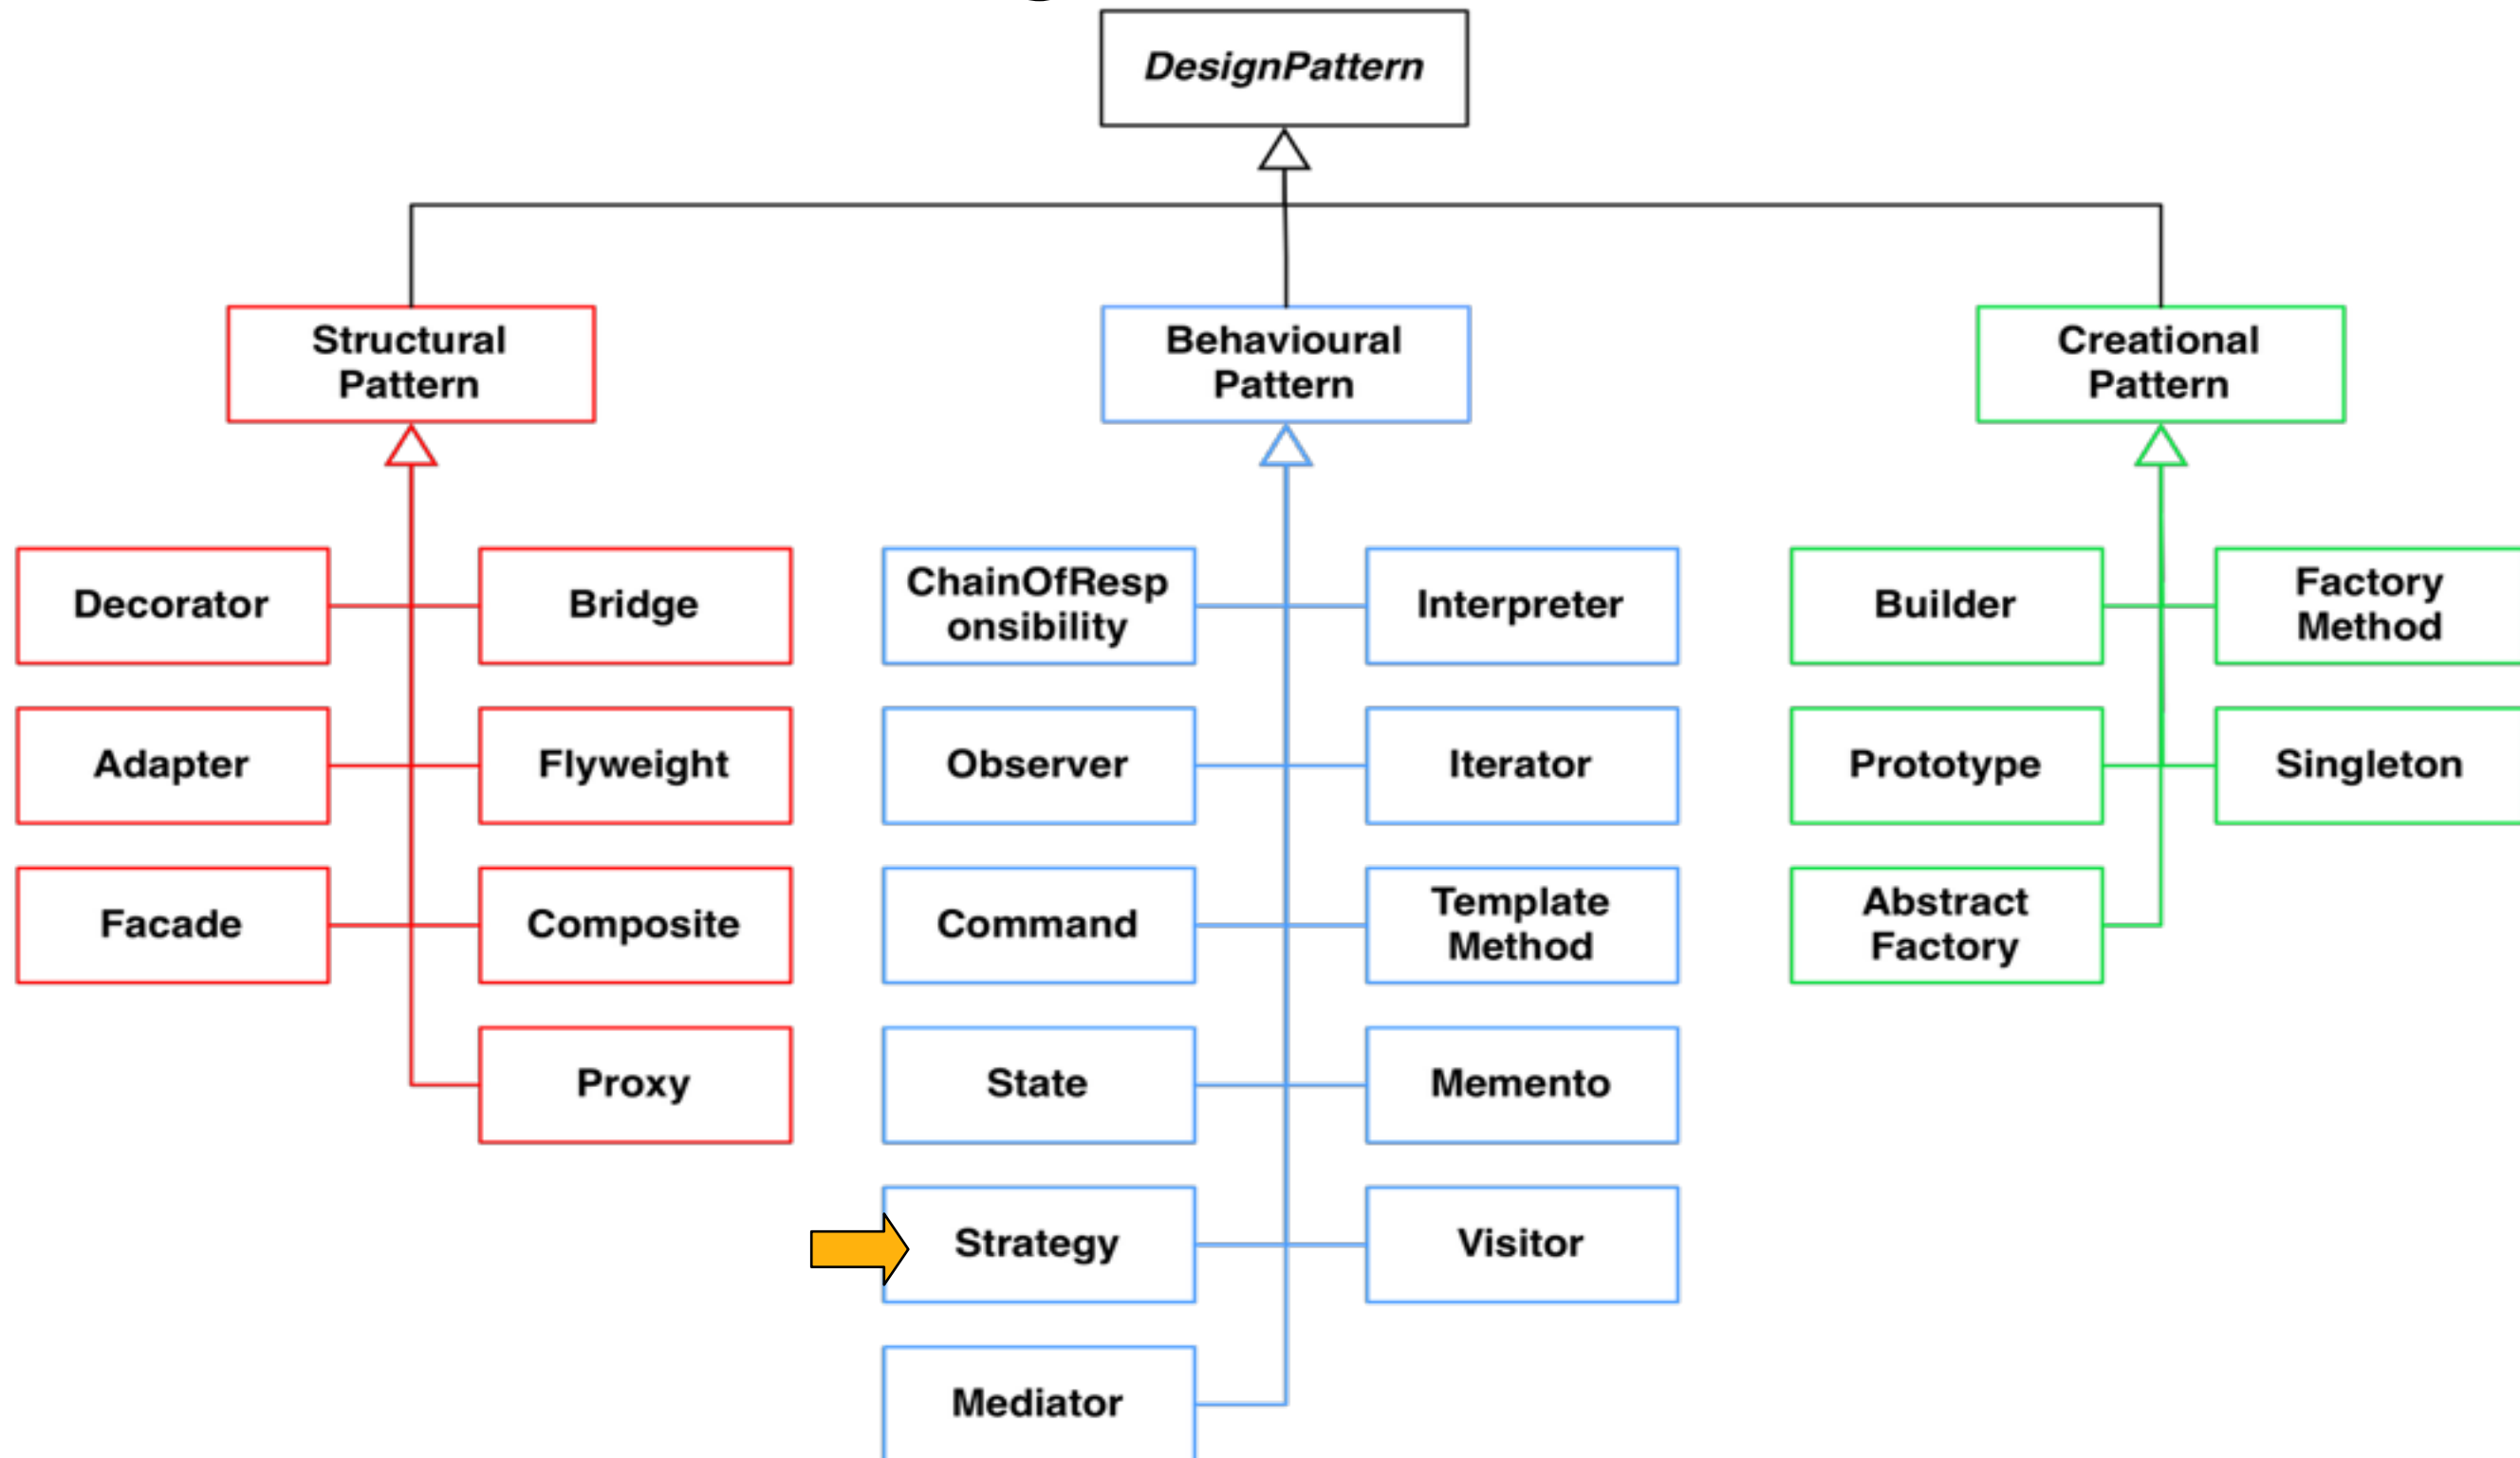 DesignPattern
Structural
Pattern
Behavioural
Pattern
Creational
Pattern
Decorator
Bridge
ChainOfResp
onsibility
Interpreter
Builder
Factory
Method
Adapter
Flyweight
Observer
Iterator
Prototype
Singleton
Facade
Composite
Command
Template
Method
Abstract
Factory
Proxy
State
Memento
Strategy
Visitor
Mediator